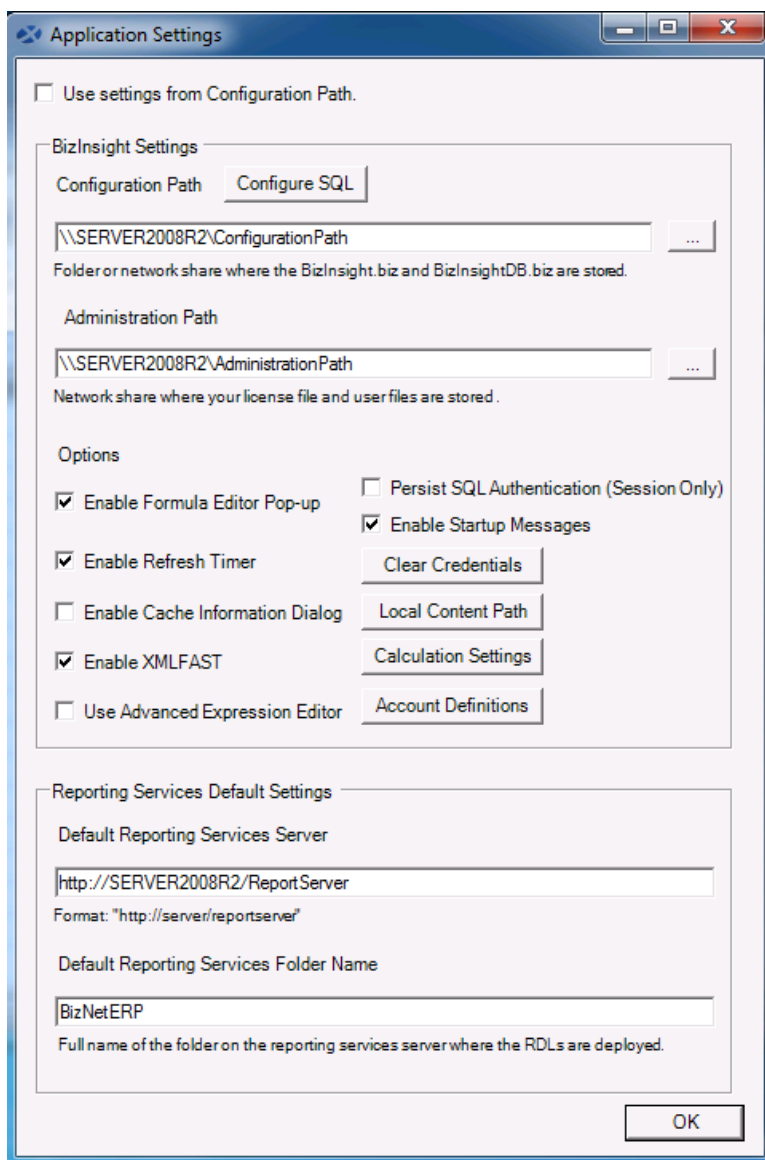 Application Settings
Use settings from Configuration Path.
BizInsight Settings
Configuration Path
Configure SQL
\\SERVER2008R2\ConfigurationPath
...
Folder or network share where the BizInsight.biz and BizInsightDB.biz are stored.
Administration Path
\\SERVER2008R2\AdministrationPath
...
Network share where your license file and user files are stored .
Options
Enable Formula Editor Pop-up
Persist SQL Authentication (Session Only)
Enable Startup Messages
Enable Refresh Timer
Clear Credentials
Enable Cache Information Dialog
Local Content Path
Enable XMLFAST
Calculation Settings
Use Advanced Expression Editor
Account Definitions
Reporting Services Default Settings
Default Reporting Services Server
http://SERVER2008R2/ReportServer
Format: "http://server/reportserver"
Default Reporting Services Folder Name
BizNetERP
Full name of the folder on the reporting services server where the RDLs are deployed.
OK